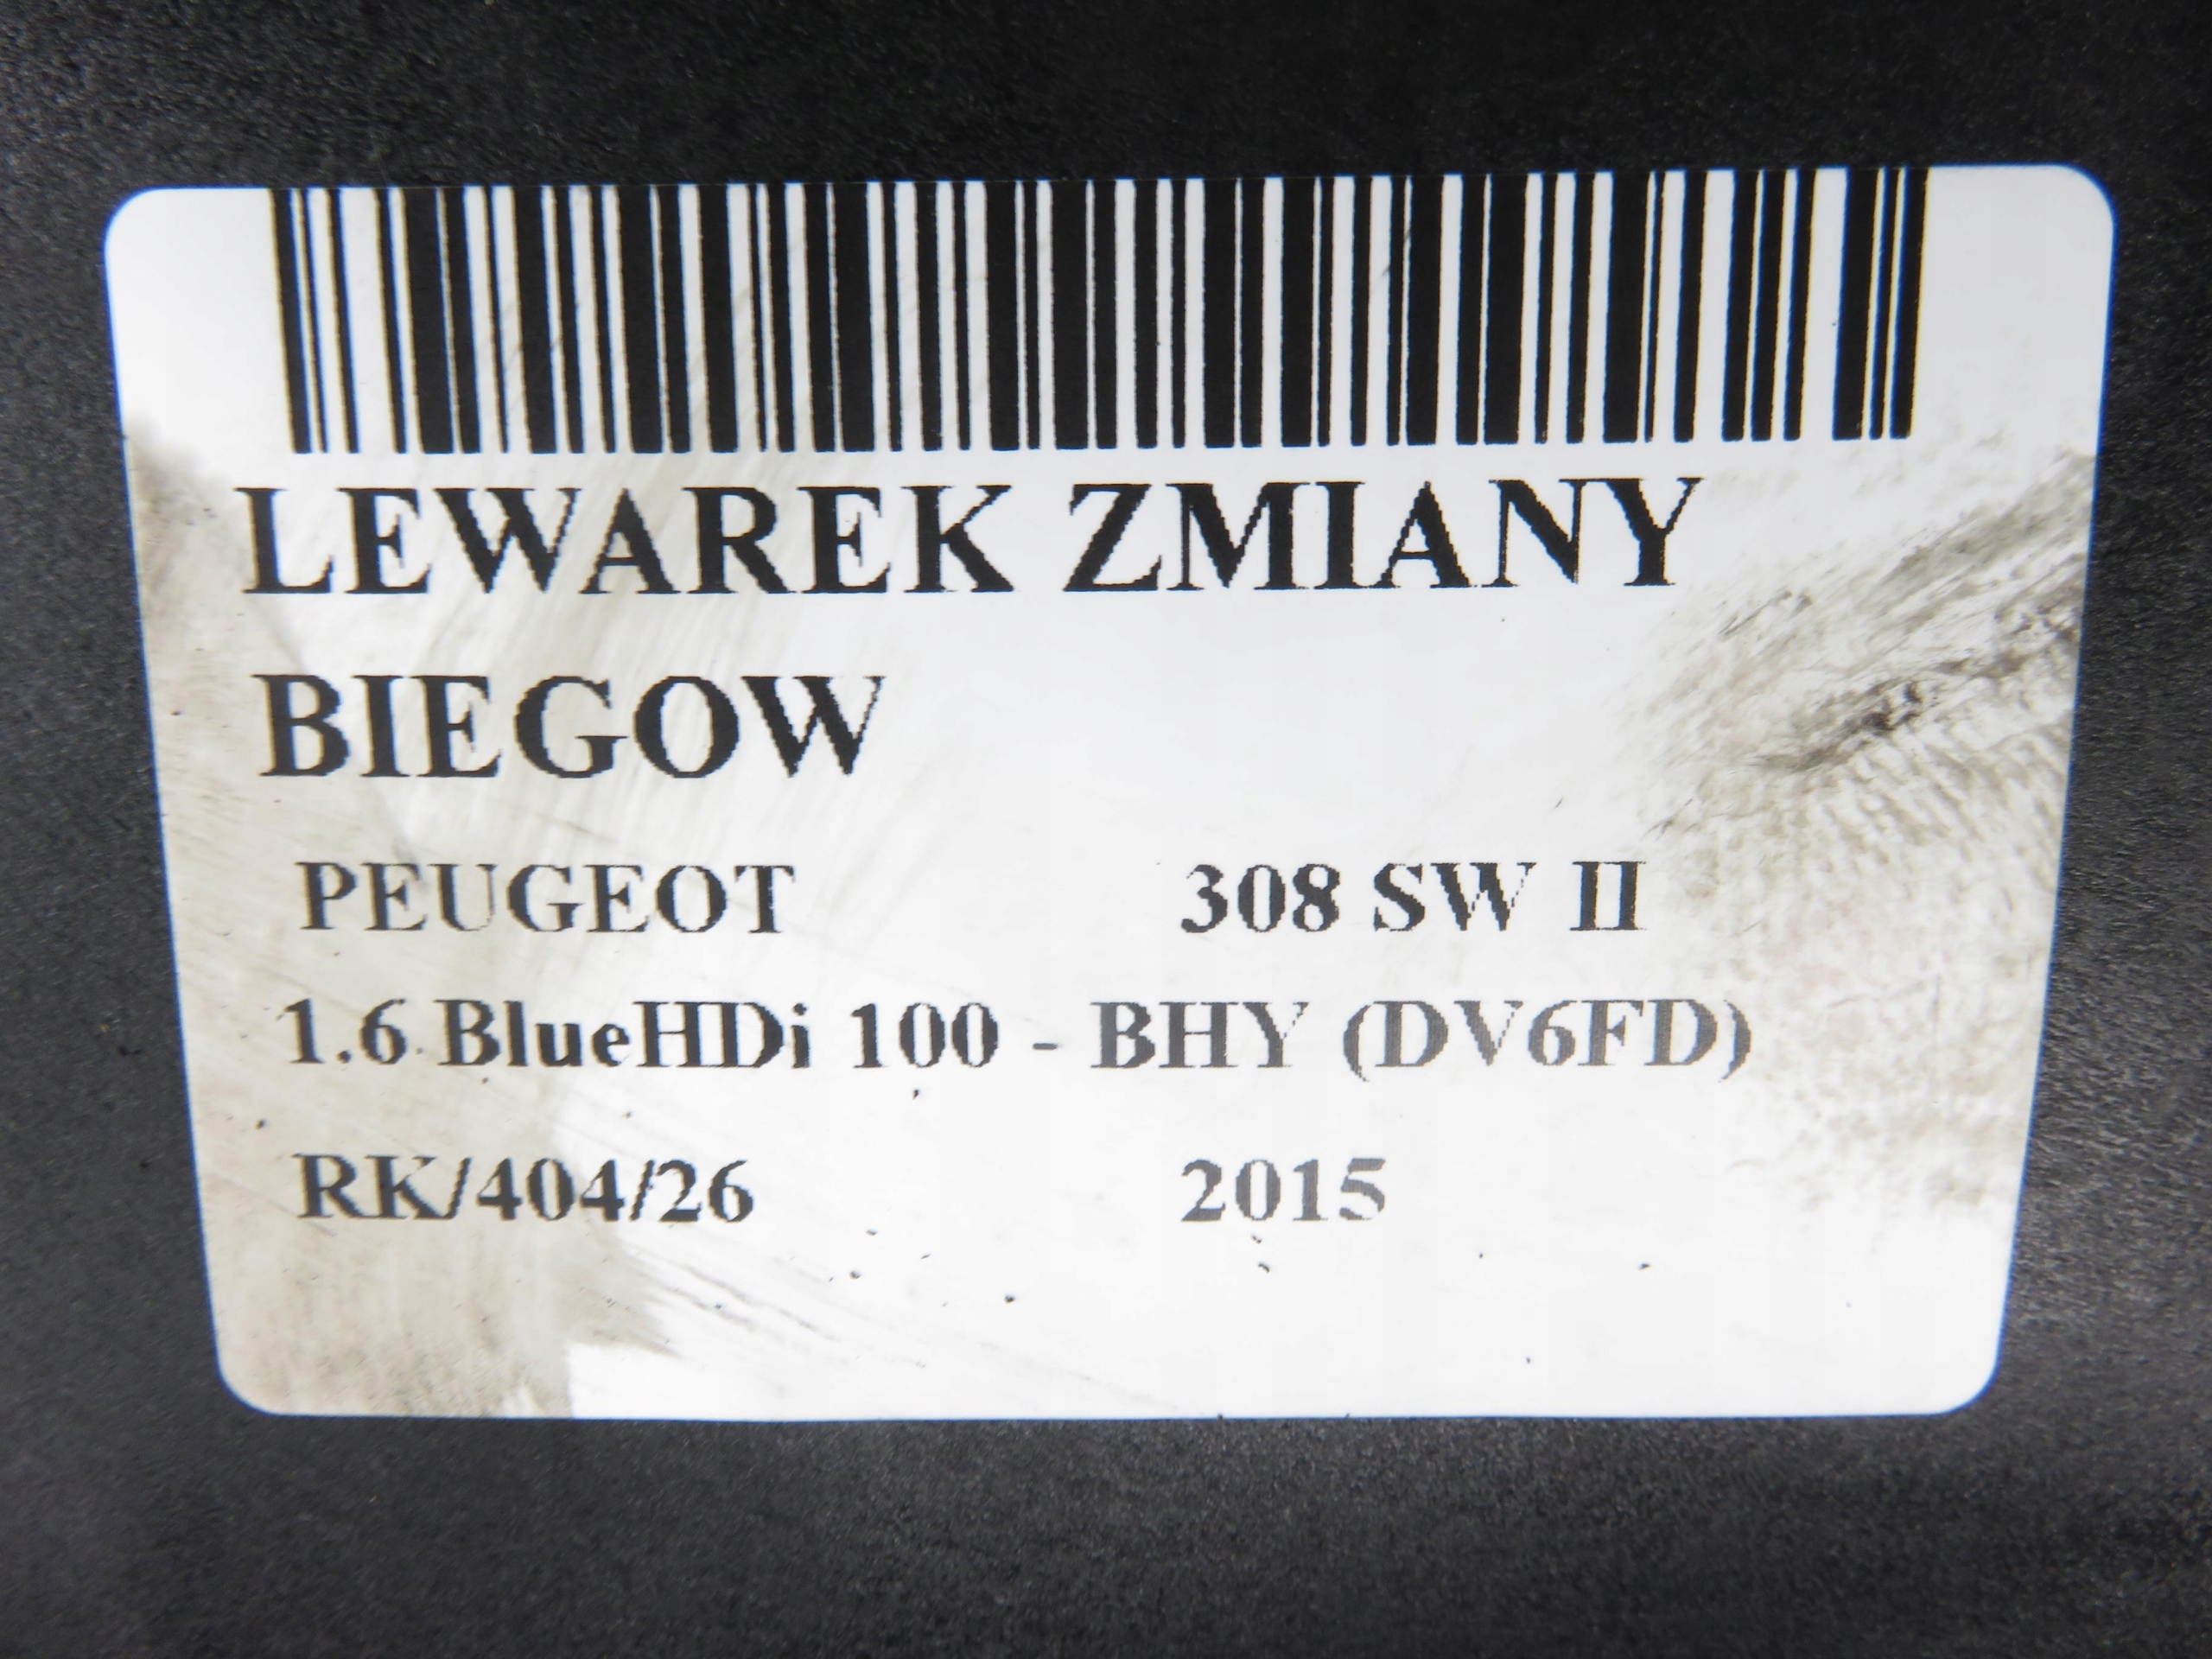 LEWAREK ZMIANY
BIEGOW
PEUGEOT 308 SW II
1.6 BlueHDi 100 - BHY (DV6FD)
RK/404/26 2015